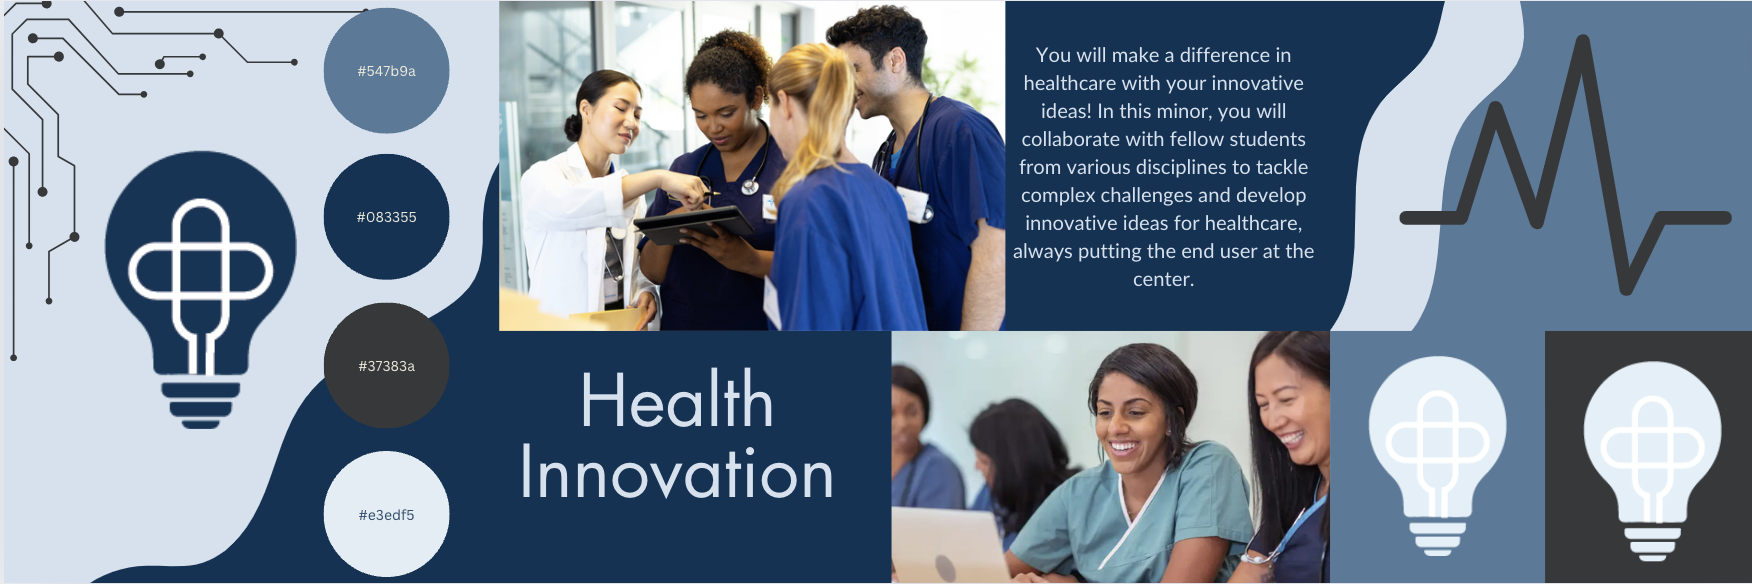 #547b9a
#083355
#37383a
#e3edf5
Health
Innovation
You will make a difference in
healthcare with your innovative
ideas! In this minor, you will
collaborate with fellow students
from various disciplines to tackle
complex challenges and develop
innovative ideas for healthcare,
always putting the end user at the
center.